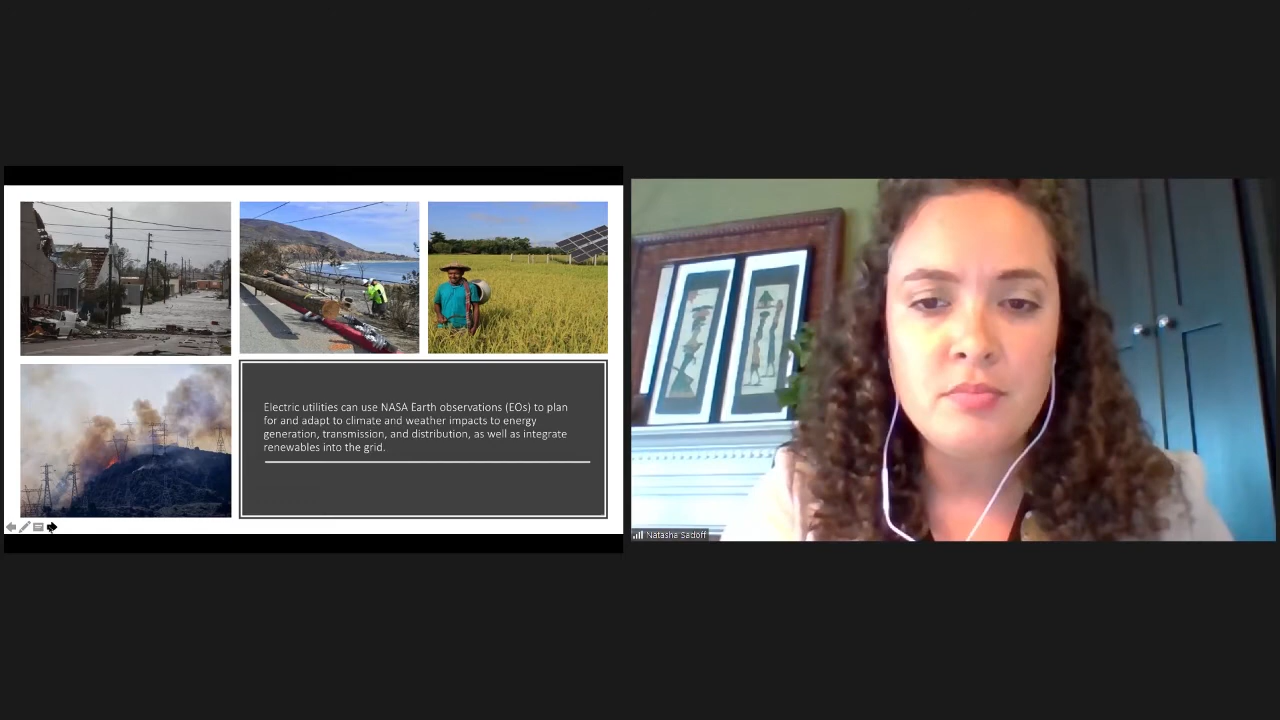 Electric utilities can use NASA Earth observations (EOs) to plan
for and adapt to climate and weather impacts to energy
generation, transmission, and distribution, as well as integrate
renewables into the grid.
Natasha Sadoff